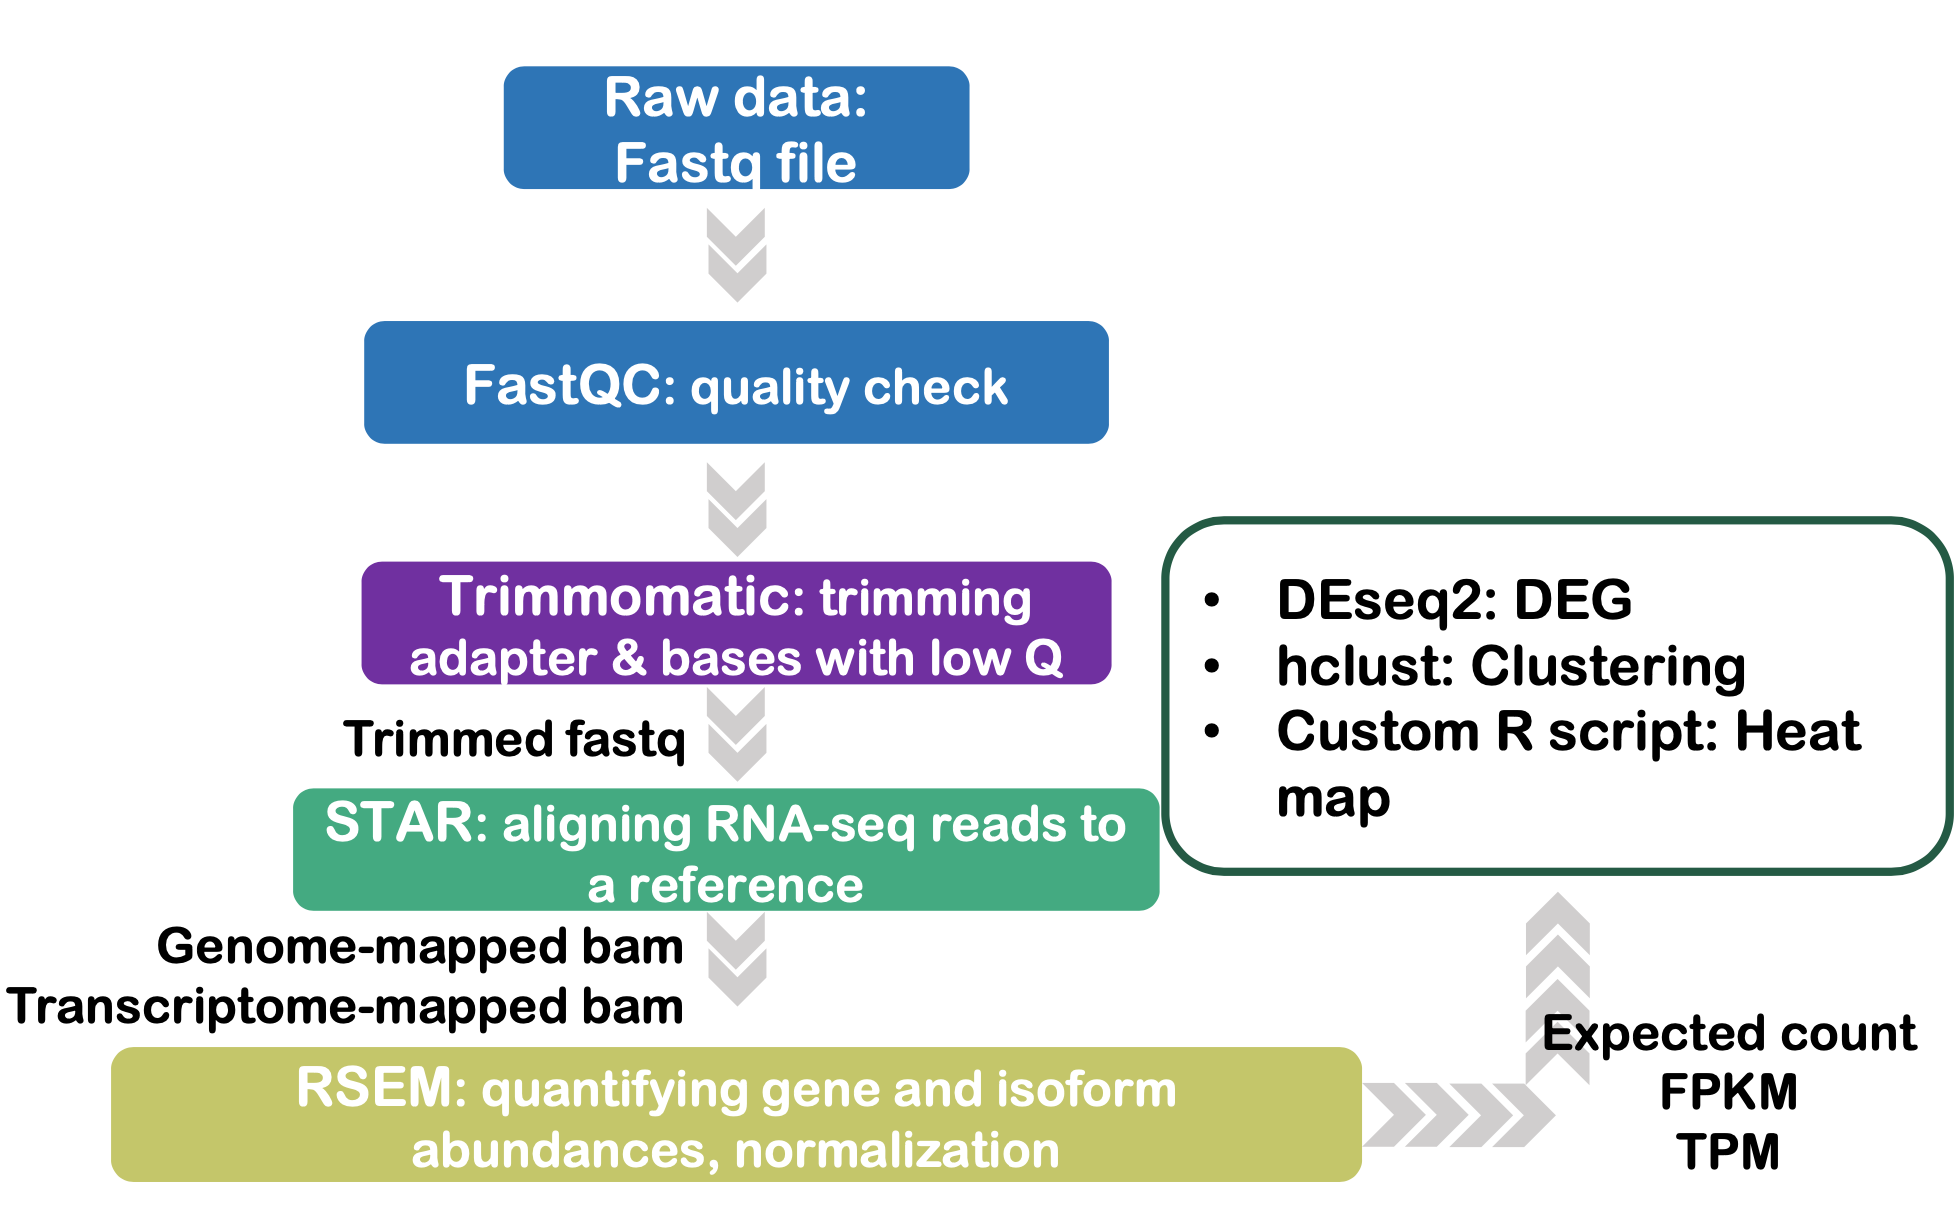 Raw data:
Fastq file
FastQC: quality check
Trimmomatic: trimming
adapter & bases with low Q
Trimmed fastq
STAR: aligning RNA-seq reads to
a reference
Genome-mapped bam
Transcriptome-mapped bam
RSEM: quantifying gene and isoform
abundances, normalization
Expected count
FPKM
TPM
• DEseq2: DEG
• hclust: Clustering
• Custom R script: Heat
map